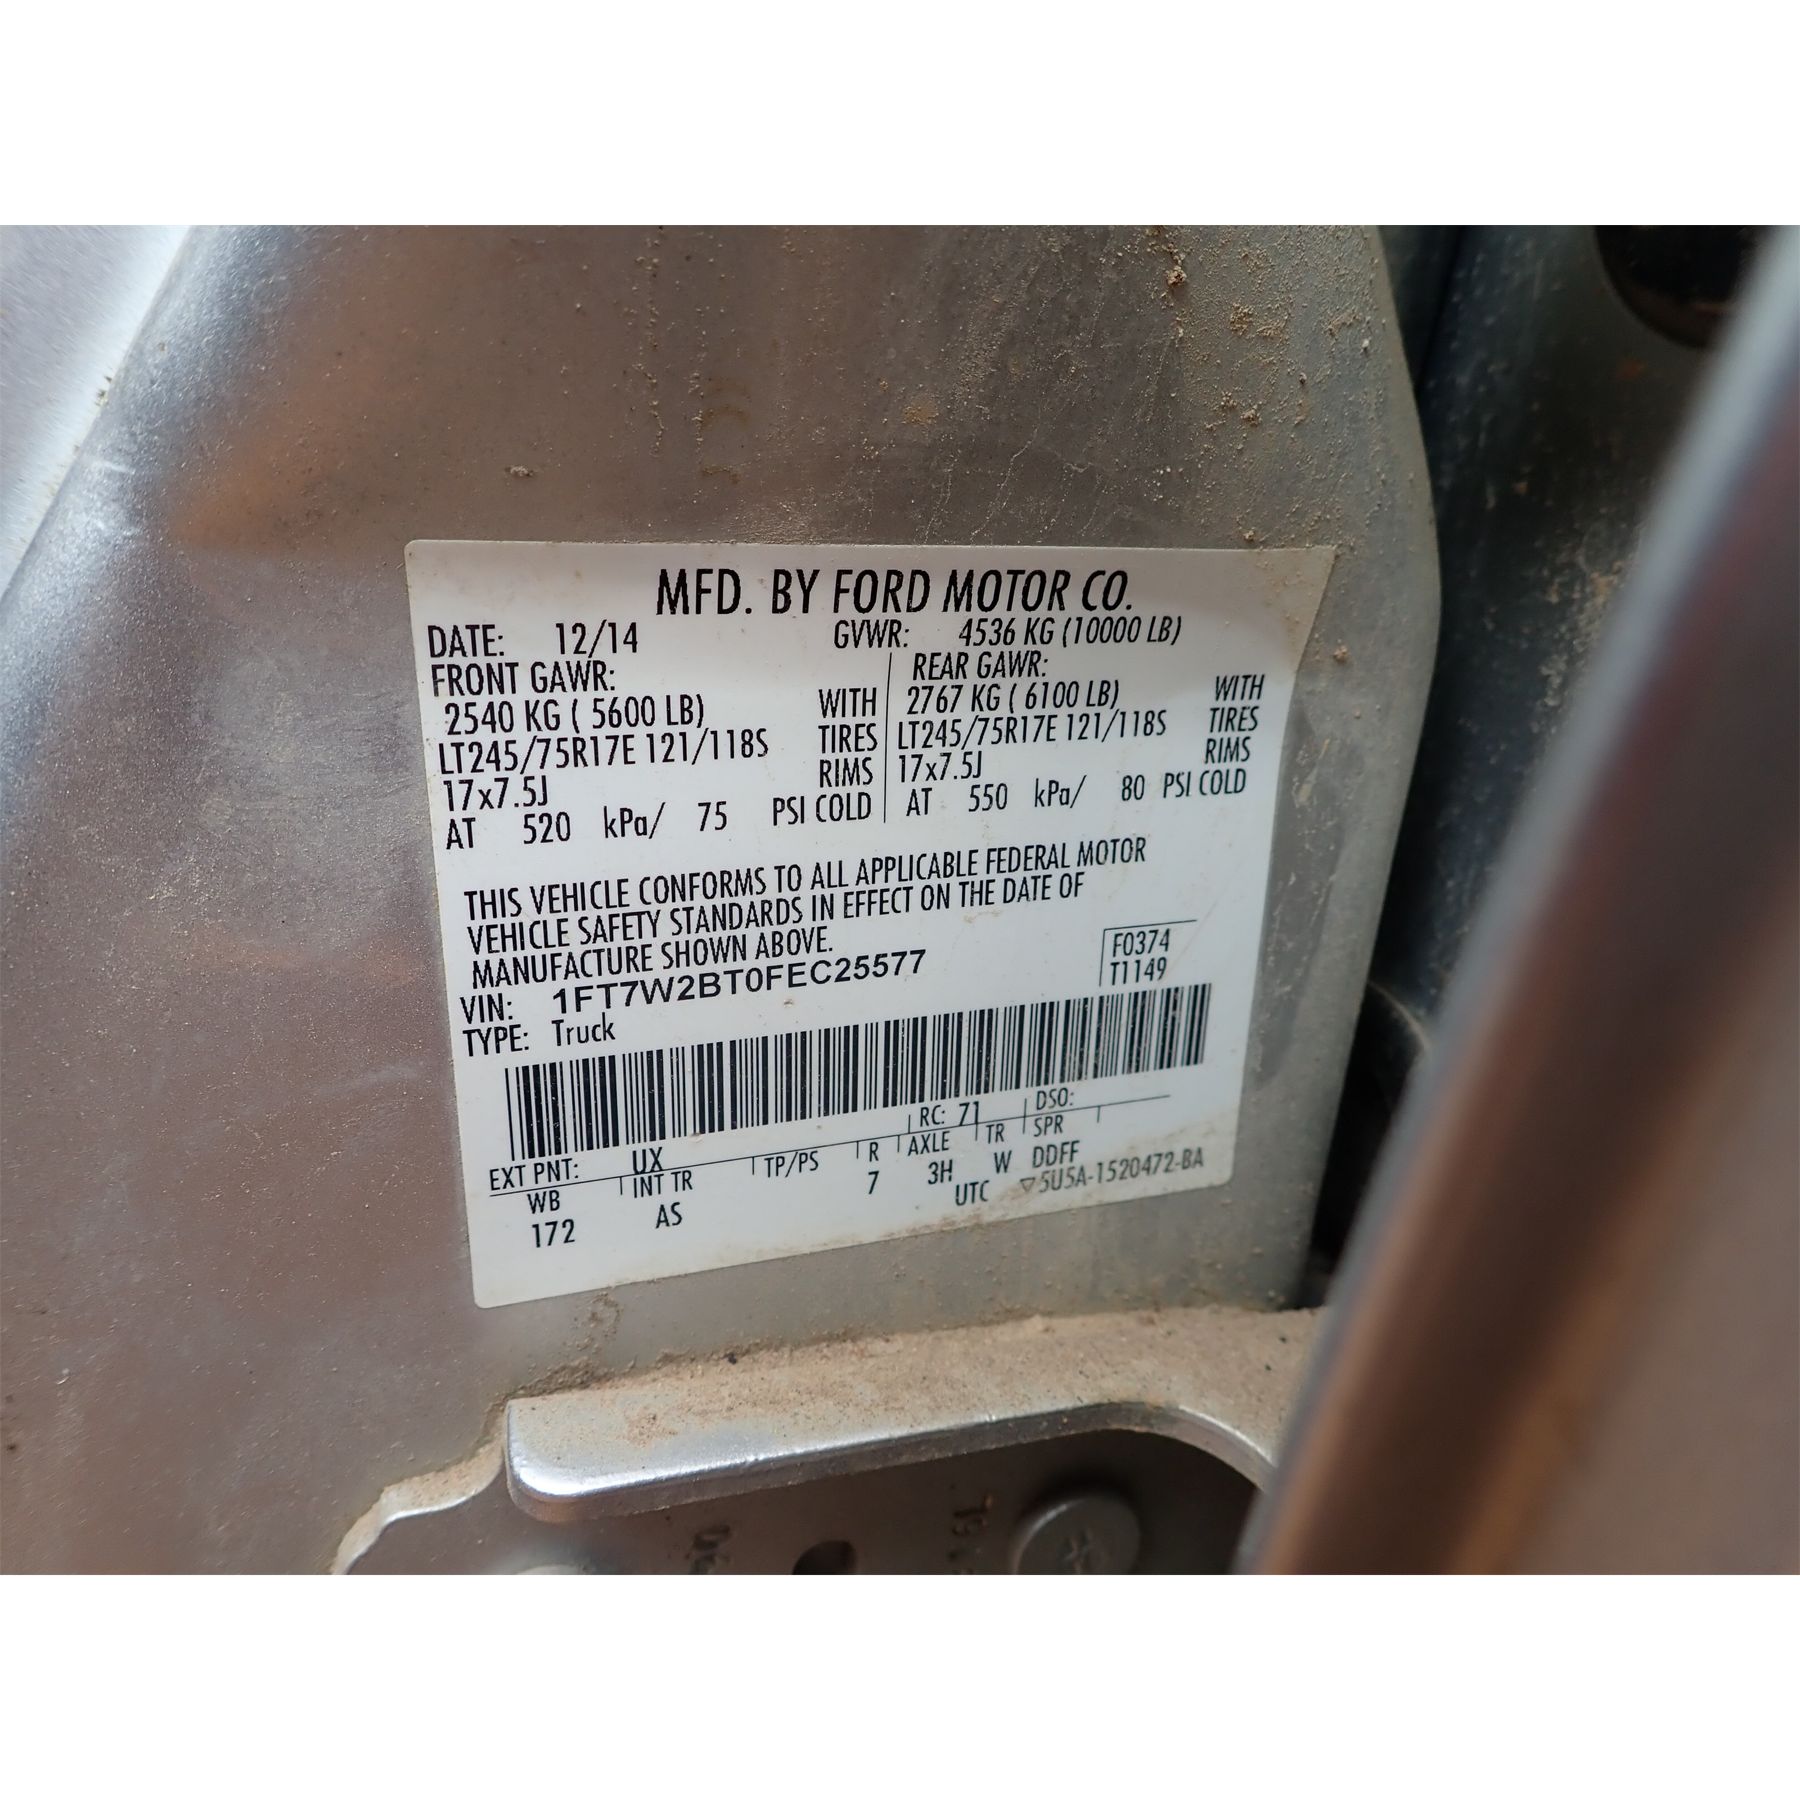 MFD. BY FORD MOTOR CO.
DATE: 12/14 GVWR: 4536 KG (10000 LB)
FRONT GAWR: REAR GAWR:
2540 KG ( 5600 LB) WITH 2767 KG ( 6100 LB) WITH
LT245/75R17E 121/118S TIRES LT245/75R17E 121/118S TIRES
17x7.5J RIMS 17x7.5J RIMS
AT 520 kPa/ 75 PSI COLD AT 550 kPa/ 80 PSI COLD
THIS VEHICLE CONFORMS TO ALL APPLICABLE FEDERAL MOTOR
VEHICLE SAFETY STANDARDS IN EFFECT ON THE DATE OF
MANUFACTURE SHOWN ABOVE.
VIN: 1FT7W2BT0FEC25577 F0374
TYPE: Truck T1149
EXT PNT: UX RC: 71 DSO:
WB INT TR TP/PS R AXLE TR SPR
172 AS 7 3H W DDFF
UTC ▽5U5A-1520472-BA